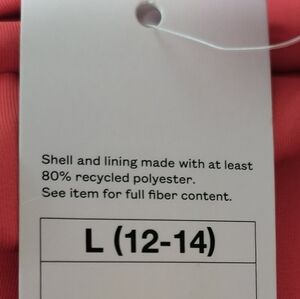 Shell and lining made with at least
80% recycled polyester.
See item for full fiber content.
L (12-14)